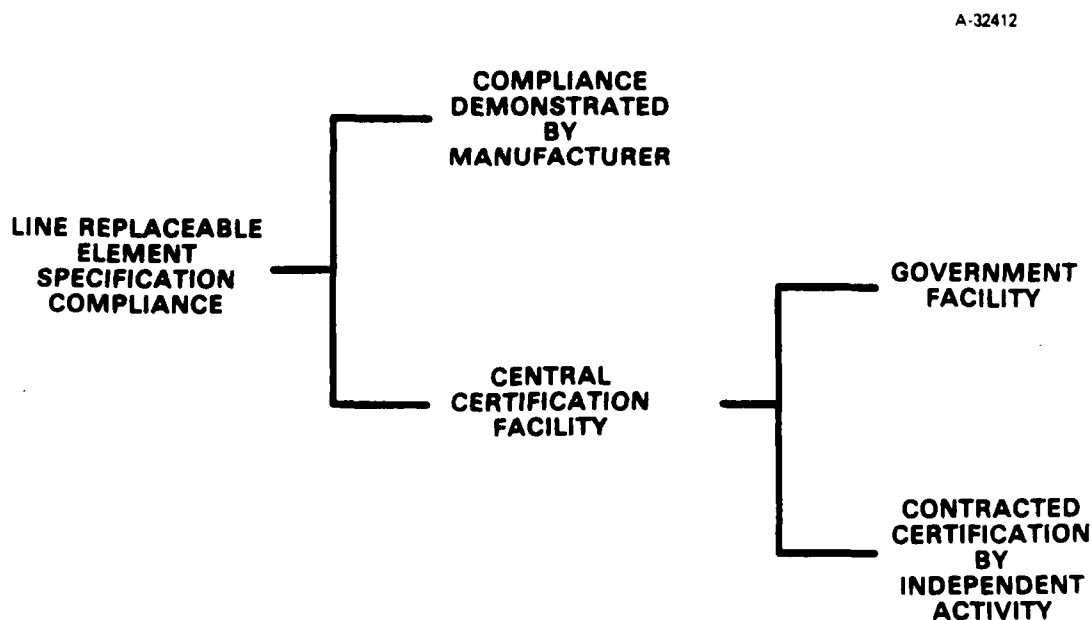 A-32412
COMPLIANCE
DEMONSTRATED
BY
MANUFACTURER
LINE REPLACEABLE
ELEMENT
SPECIFICATION
COMPLIANCE
GOVERNMENT
FACILITY
CENTRAL
CERTIFICATION
FACILITY
CONTRACTED
CERTIFICATION
BY
INDEPENDENT
ACTIVITY